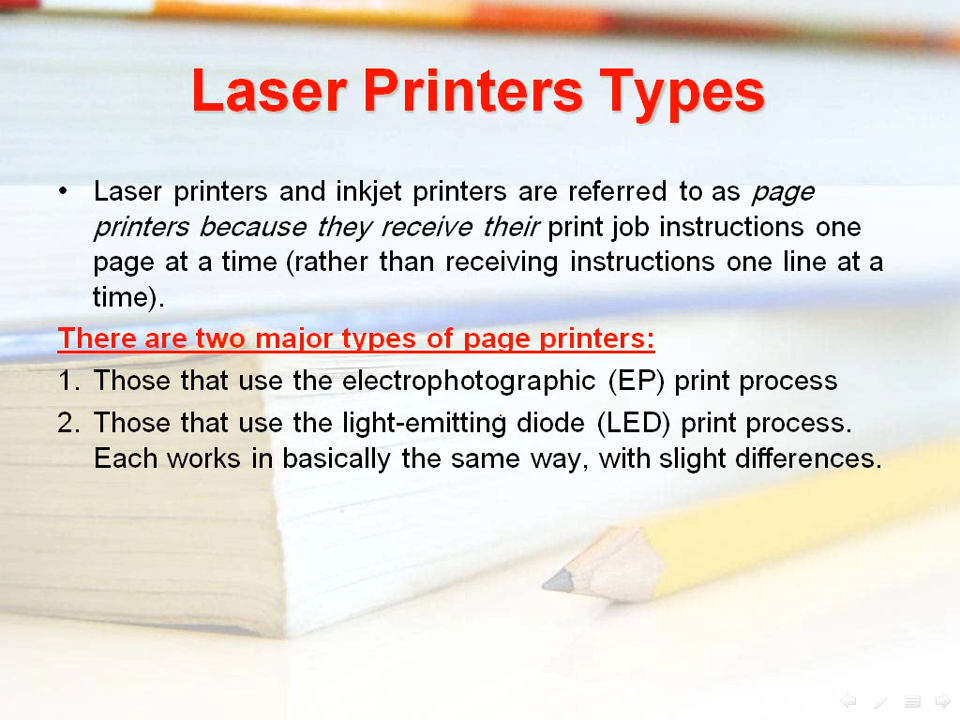 Laser Printers Types
• Laser printers and inkjet printers are referred to as page
printers because they receive their print job instructions one
page at a time (rather than receiving instructions one line at a
time).
There are two major types of page printers:
1. Those that use the electrophotographic (EP) print process
2. Those that use the light-emitting diode (LED) print process.
Each works in basically the same way, with slight differences.